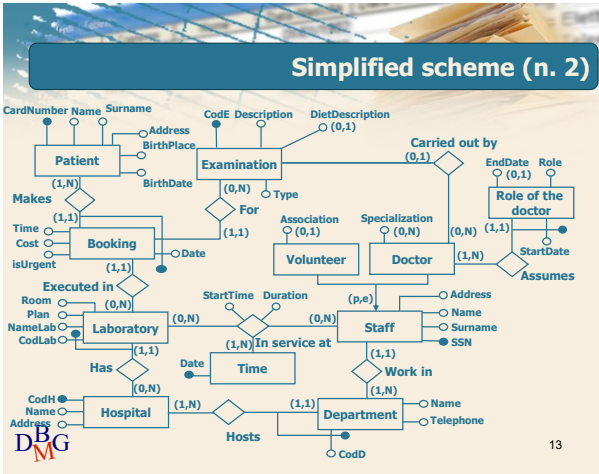 Simplified scheme (n. 2)
CardNumber Name Surname
CodE Description
DietDescription
(0,1)
Address
BirthPlace
BirthDate
Patient
Examination
Type
Carried out by
(0,1)
EndDate
(0,1)
Role
Role of the
doctor
(1,N)
Makes
(0,N)
For
(1,1)
(1,1)
Time
Cost
isUrgent
Booking
Date
Association
(0,1)
Specialization
(0,N)
(0,N)
(1,1)
StartDate
Volunteer
Doctor
(1,N)
Assumes
(1,1)
Executed in
(0,N)
Room
Plan
NameLab
CodLab
Laboratory
(0,N)
StartTime
Duration
(p,e)
(0,N)
Address
Name
Surname
SSN
Staff
(1,N)
In service at
(1,1)
Has
(0,N)
Date
Time
(1,1)
Work in
(1,N)
CodH
Name
Address
Hospital
(1,N)
Hosts
(1,1)
Department
Name
Telephone
CodD
DBMG
13